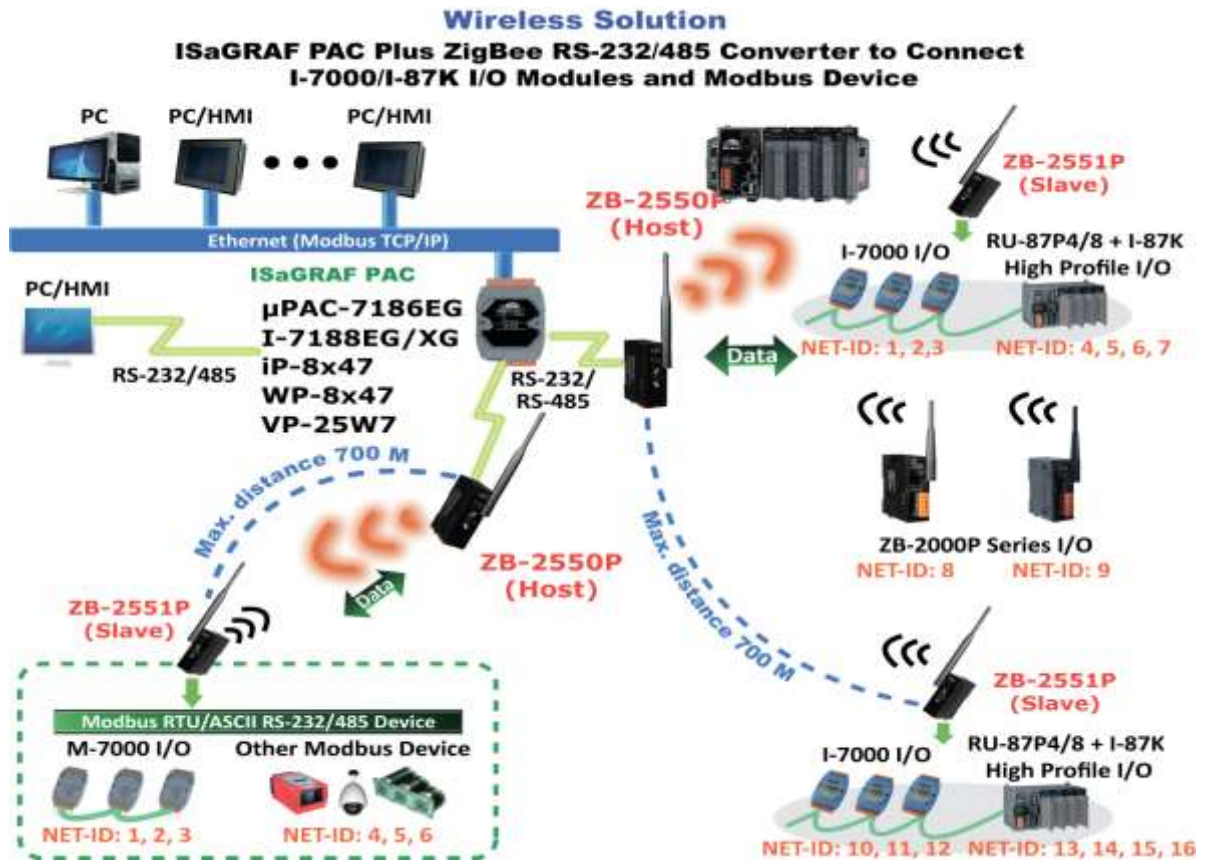 Wireless Solution
ISaGRAF PAC Plus ZigBee RS-232/485 Converter to Connect
I-7000/I-87K I/O Modules and Modbus Device
PC
PC/HMI
PC/HMI
Ethernet (Modbus TCP/IP)
PC/HMI
RS-232/485
ISaGRAF PAC
µPAC-7186EG
I-7188EG/XG
iP-8x47
WP-8x47
VP-25W7
RS-232/
RS-485
ZB-2550P
(Host)
Data
ZB-2551P
(Slave)
I-7000 I/O
RU-87P4/8 + I-87K
High Profile I/O
NET-ID: 1, 2,3
NET-ID: 4, 5, 6, 7
ZB-2000P Series I/O
NET-ID: 8
NET-ID: 9
Max. distance 700 M
Max. distance 700 M
ZB-2550P
(Host)
Data
ZB-2551P
(Slave)
Modbus RTU/ASCII RS-232/485 Device
M-7000 I/O
Other Modbus Device
NET-ID: 1, 2, 3
NET-ID: 4, 5, 6
ZB-2551P
(Slave)
I-7000 I/O
RU-87P4/8 + I-87K
High Profile I/O
NET-ID: 10, 11, 12
NET-ID: 13, 14, 15, 16